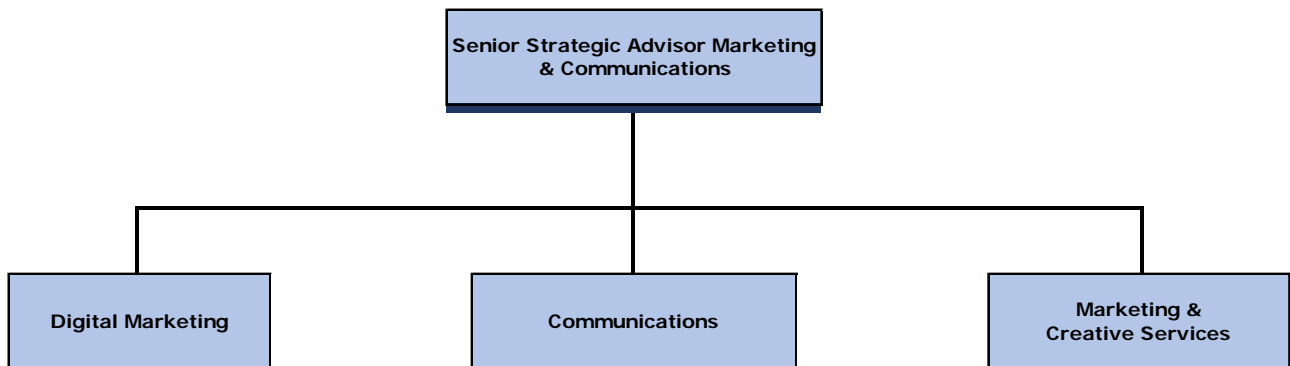 Senior Strategic Advisor Marketing
& Communications
Digital Marketing
Communications
Marketing &
Creative Services